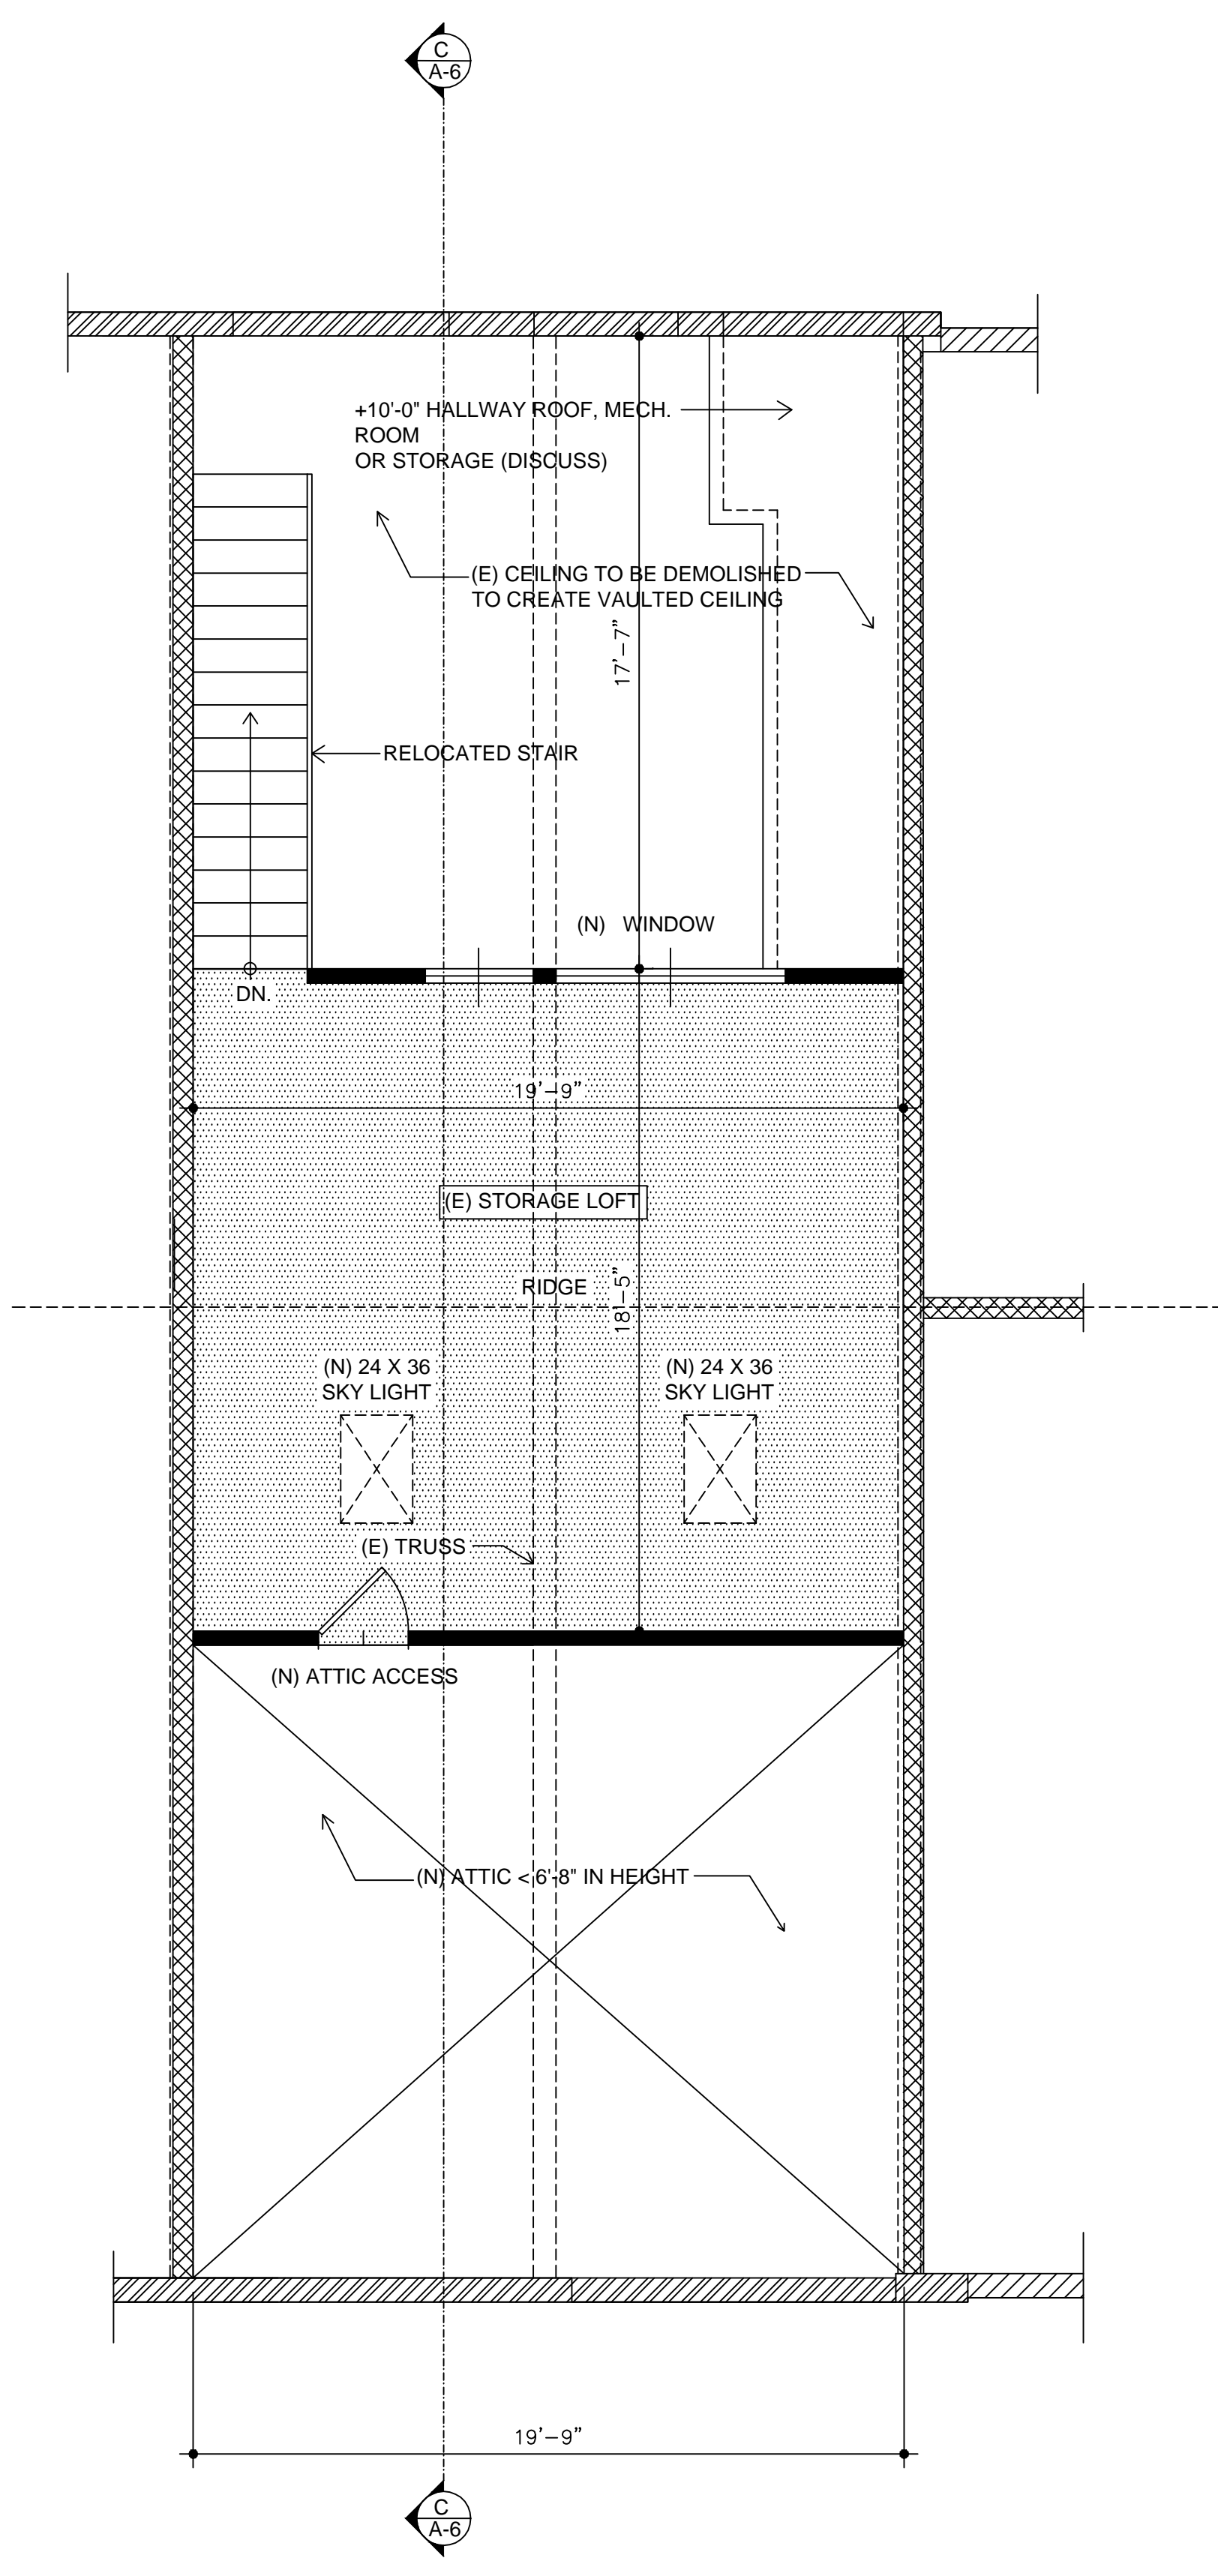 C
A-6
+10'-0" HALLWAY ROOF, MECH.
ROOM
OR STORAGE (DISCUSS)
(E) CEILING TO BE DEMOLISHED
TO CREATE VAULTED CEILING
17'-7"
RELOCATED STAIR
(N) WINDOW
DN.
19'-9"
(E) STORAGE LOFT
RIDGE
18'-5"
(N) 24 X 36
SKY LIGHT
(N) 24 X 36
SKY LIGHT
(E) TRUSS
(N) ATTIC ACCESS
(N) ATTIC < 6'-8" IN HEIGHT
19'-9"
C
A-6